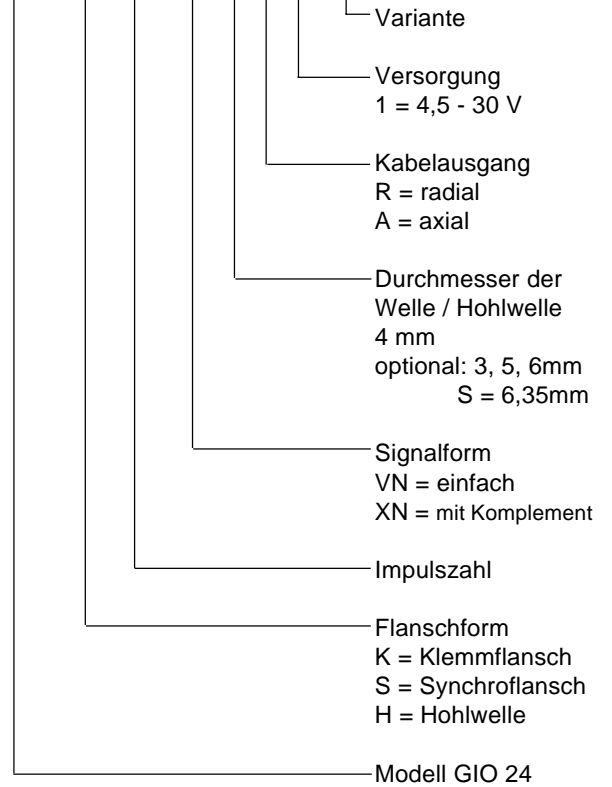 Variante
Versorgung
1 = 4,5 - 30 V
Kabelausgang
R = radial
A = axial
Durchmesser der
Welle / Hohlwelle
4 mm
optional: 3, 5, 6mm
S = 6,35mm
Signalform
VN = einfach
XN = mit Komplement
Impulszahl
Flanschform
K = Klemmflansch
S = Synchroflansch
H = Hohlwelle
Modell GIO 24